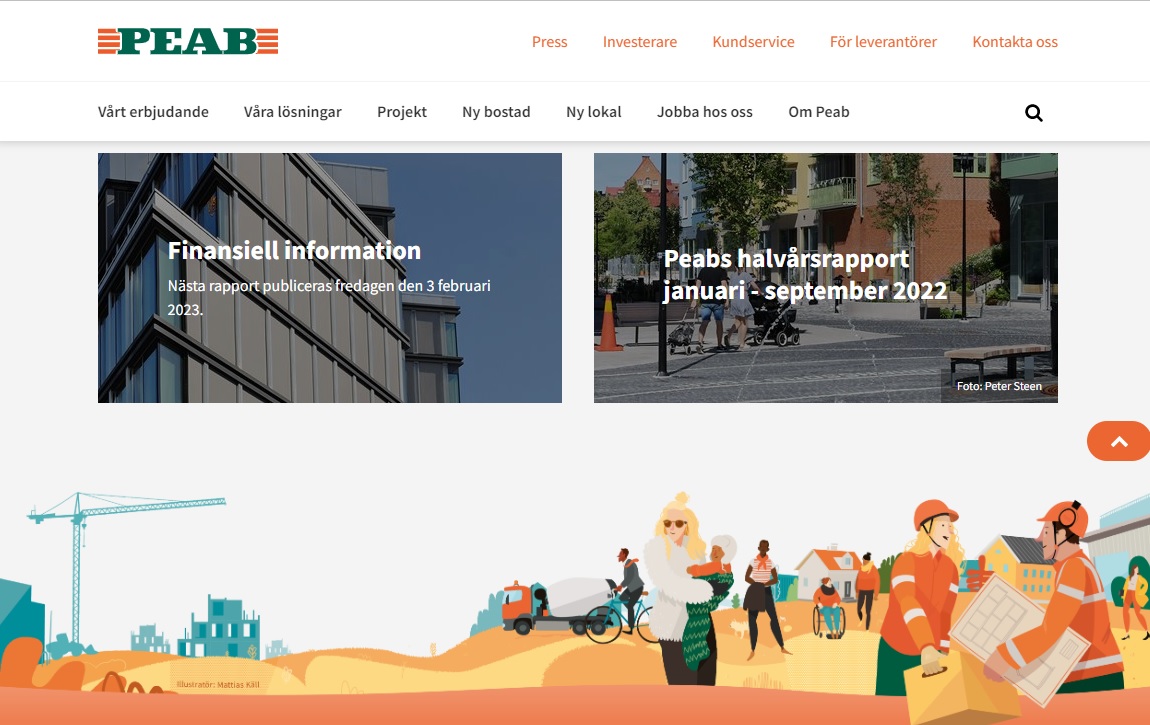 PEAB
Press Investerare Kundservice För leverantörer Kontakta oss
Vårt erbjudande Våra lösningar Projekt Ny bostad Ny lokal Jobba hos oss Om Peab
Finansiell information
Nästa rapport publiceras fredagen den 3 februari
2023.
Peabs halvårsrapport
januari - september 2022
Foto: Peter Steen
Illustratör: Mattias Käll